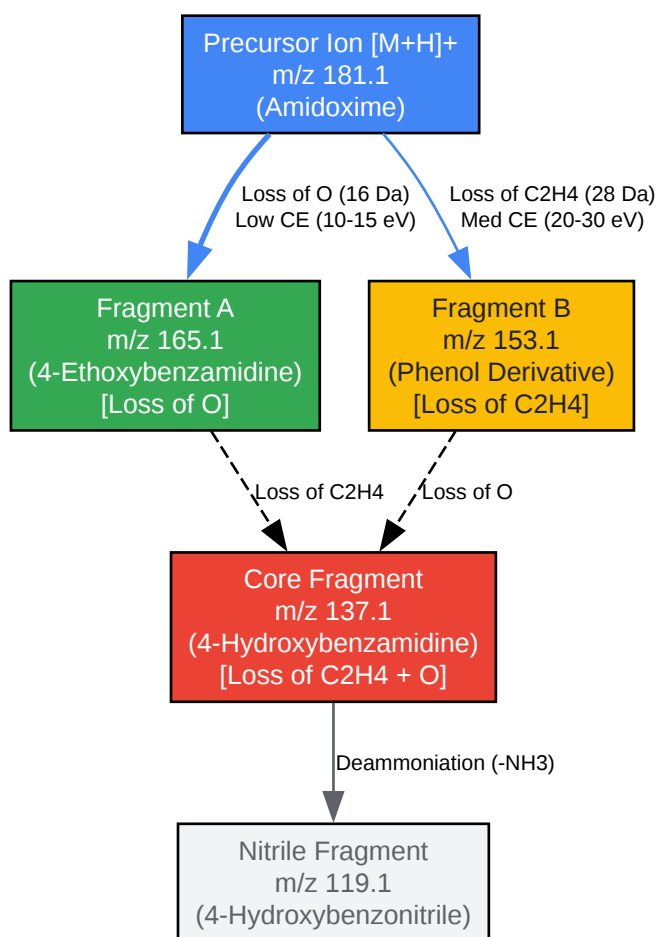 Precursor Ion [M+H]+
m/z 181.1
(Amidoxime)
Loss of O (16 Da)
Low CE (10-15 eV)
Loss of C2H4 (28 Da)
Med CE (20-30 eV)
Fragment A
m/z 165.1
(4-Ethoxybenzamidine)
[Loss of O]
Fragment B
m/z 153.1
(Phenol Derivative)
[Loss of C2H4]
Loss of C2H4
Loss of O
Core Fragment
m/z 137.1
(4-Hydroxybenzamidine)
[Loss of C2H4 + O]
Deammoniation (-NH3)
Nitrile Fragment
m/z 119.1
(4-Hydroxybenzonitrile)